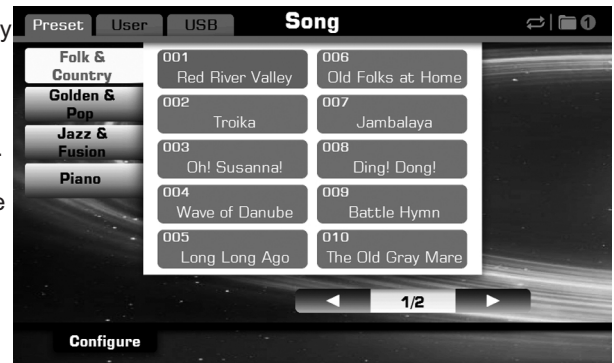 Preset User USB Song 1
Folk &
Country
Golden &
Pop
Jazz &
Fusion
Piano
001
Red River Valley
006
Old Folks at Home
002
Troika
007
Jambalaya
003
Oh! Susanna!
008
Ding! Dong!
004
Wave of Danube
009
Battle Hymn
005
Long Long Ago
010
The Old Gray Mare
1/2
Configure